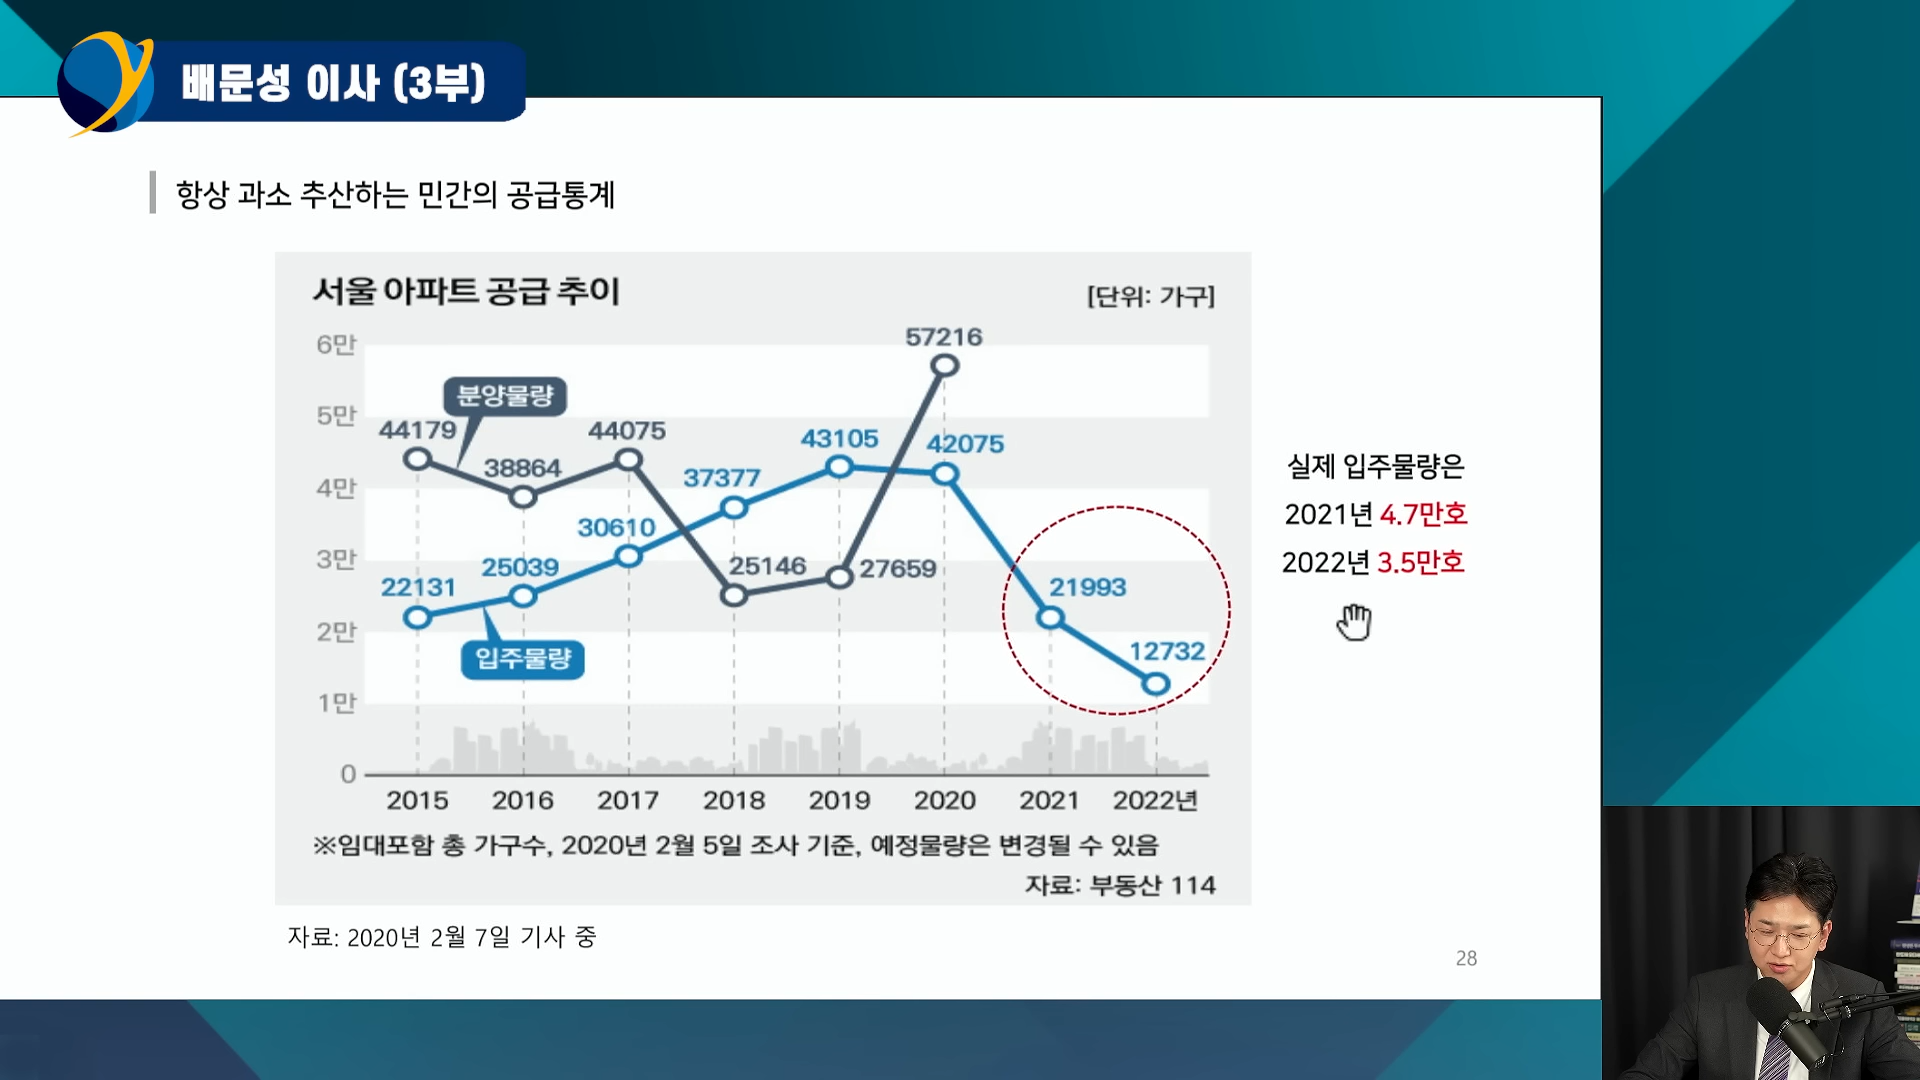 배문성 이사 (3부)
항상 과소 추산하는 민간의 공급통계
서울 아파트 공급 추이
[단위: 가구]
6만
5만
4만
3만
2만
1만
0
분양물량
44179
38864
44075
25146
27659
57216
입주물량
22131
25039
30610
37377
43105
42075
21993
12732
2015 2016 2017 2018 2019 2020 2021 2022년
※임대포함 총 가구수, 2020년 2월 5일 조사 기준, 예정물량은 변경될 수 있음
자료: 부동산 114
실제 입주물량은
2021년 4.7만호
2022년 3.5만호
자료: 2020년 2월 7일 기사 중
28